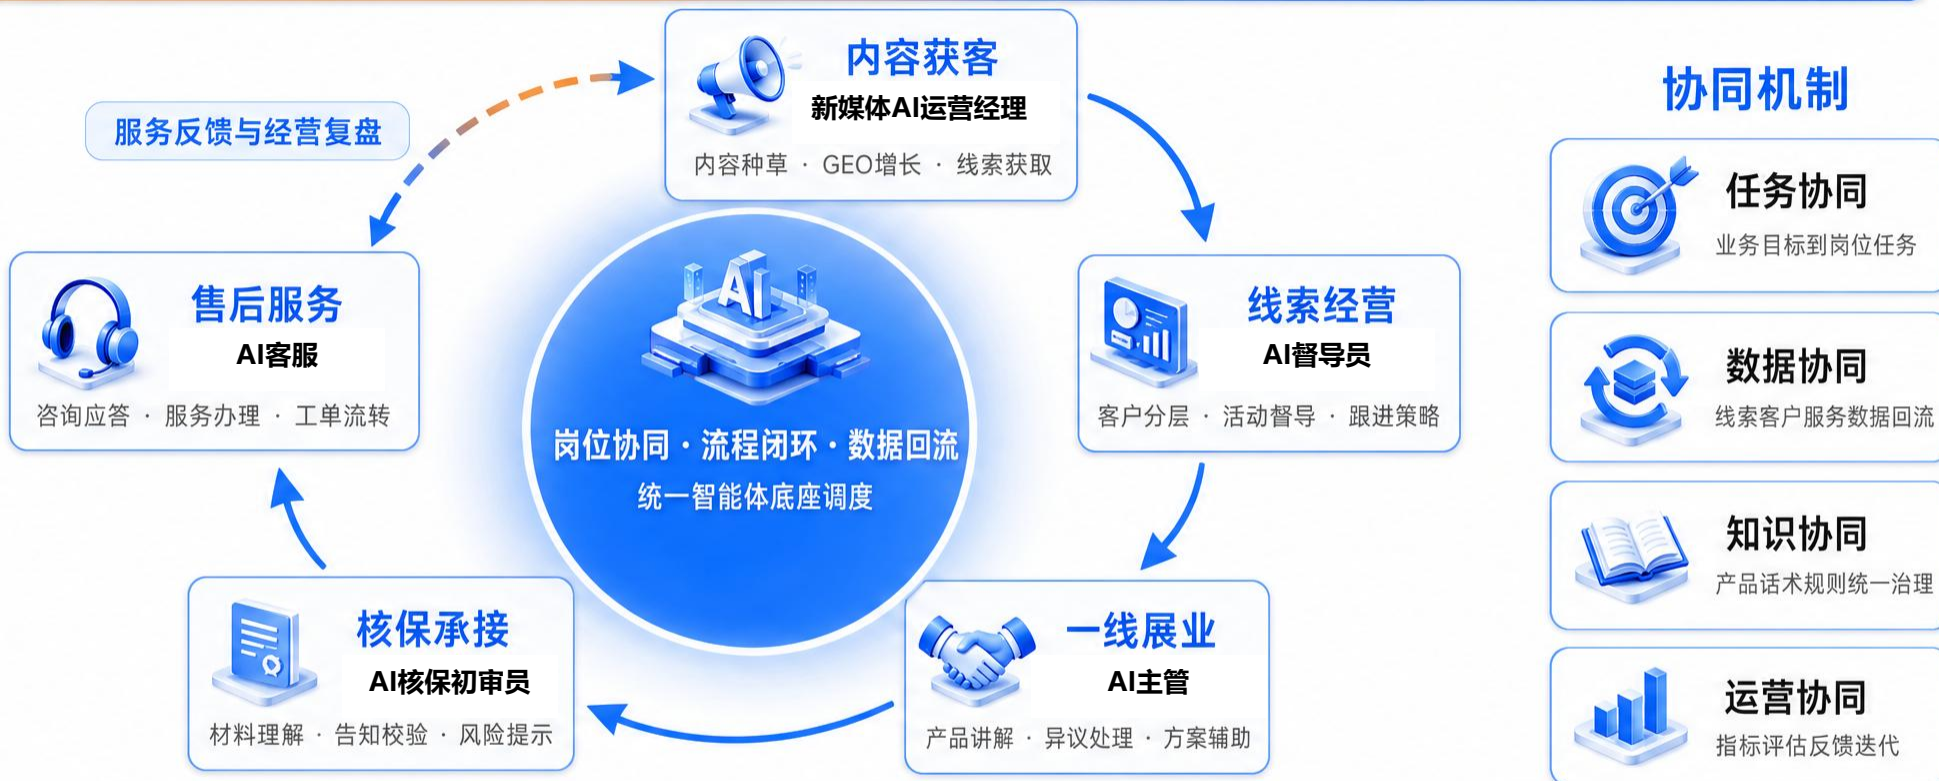 内容获客
新媒体AI运营经理
内容种草 · GEO增长 · 线索获取
服务反馈与经营复盘
售后服务
AI客服
咨询应答 · 服务办理 · 工单流转
AI
岗位协同·流程闭环·数据回流
统一智能体底座调度
线索经营
AI督导员
客户分层 · 活动督导 · 跟进策略
核保承接
AI核保初审员
材料理解 · 告知校验 · 风险提示
一线展业
AI主管
产品讲解 · 异议处理 · 方案辅助
协同机制
任务协同
业务目标到岗位任务
数据协同
线索客户服务数据回流
知识协同
产品话术规则统一治理
运营协同
指标评估反馈迭代